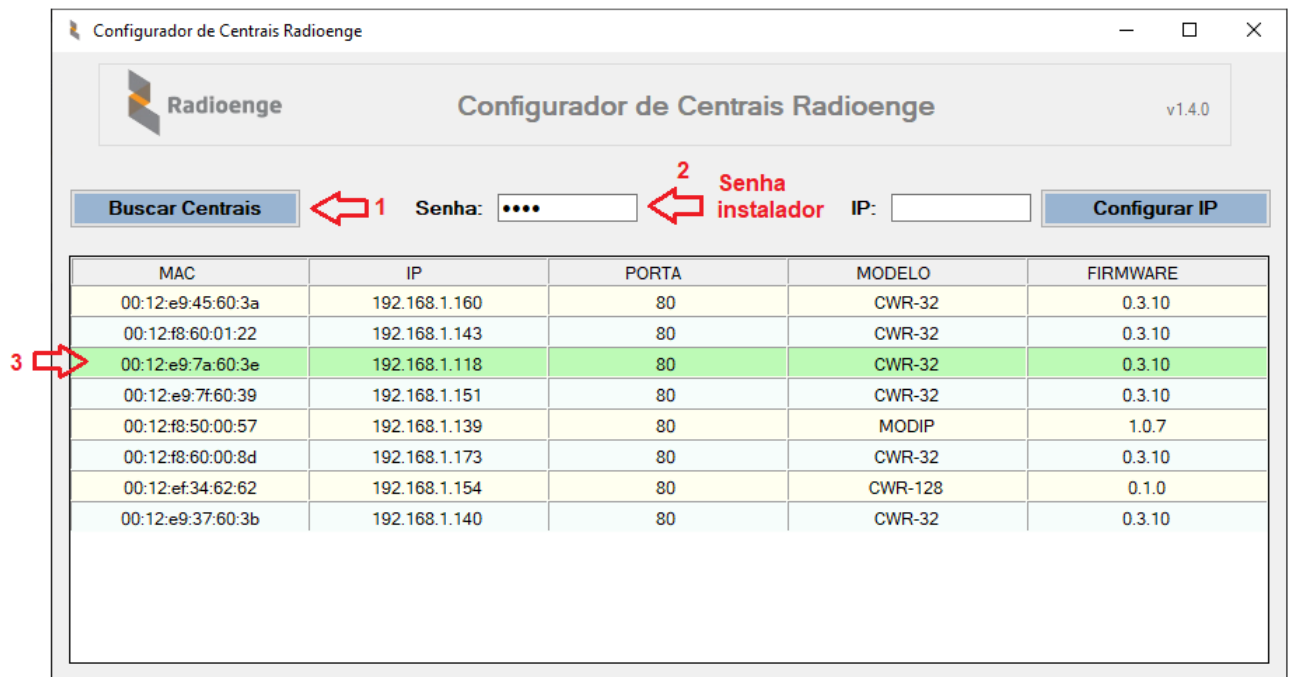 Configurador de Centrais Radioenge
Radioenge Configurador de Centrais Radioenge v1.4.0
Buscar Centrais 1 Senha: •••• 2 Senha instalador IP: Configurar IP
MAC IP PORTA MODELO FIRMWARE
00:12:e9:45:60:3a 192.168.1.160 80 CWR-32 0.3.10
00:12:f8:60:01:22 192.168.1.143 80 CWR-32 0.3.10
3 00:12:e9:7a:60:3e 192.168.1.118 80 CWR-32 0.3.10
00:12:e9:7f:60:39 192.168.1.151 80 CWR-32 0.3.10
00:12:f8:50:00:57 192.168.1.139 80 MODIP 1.0.7
00:12:f8:60:00:8d 192.168.1.173 80 CWR-32 0.3.10
00:12:ef:34:62:62 192.168.1.154 80 CWR-128 0.1.0
00:12:e9:37:60:3b 192.168.1.140 80 CWR-32 0.3.10